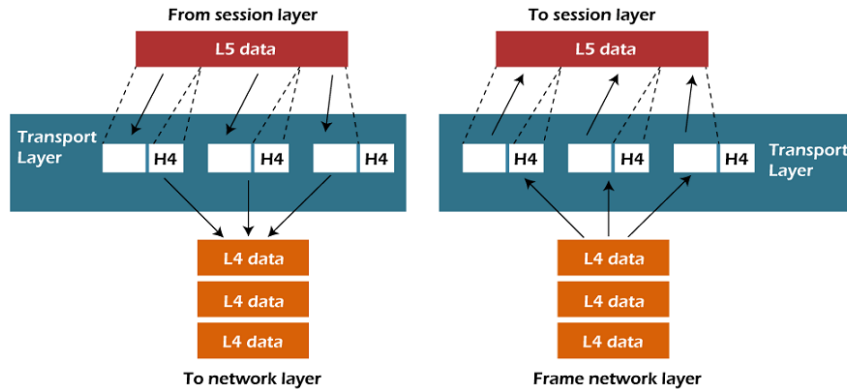 From session layer
L5 data
Transport
Layer
H4
H4
H4
L4 data
L4 data
L4 data
To network layer
To session layer
L5 data
H4
H4
H4
Transport
Layer
L4 data
L4 data
L4 data
Frame network layer